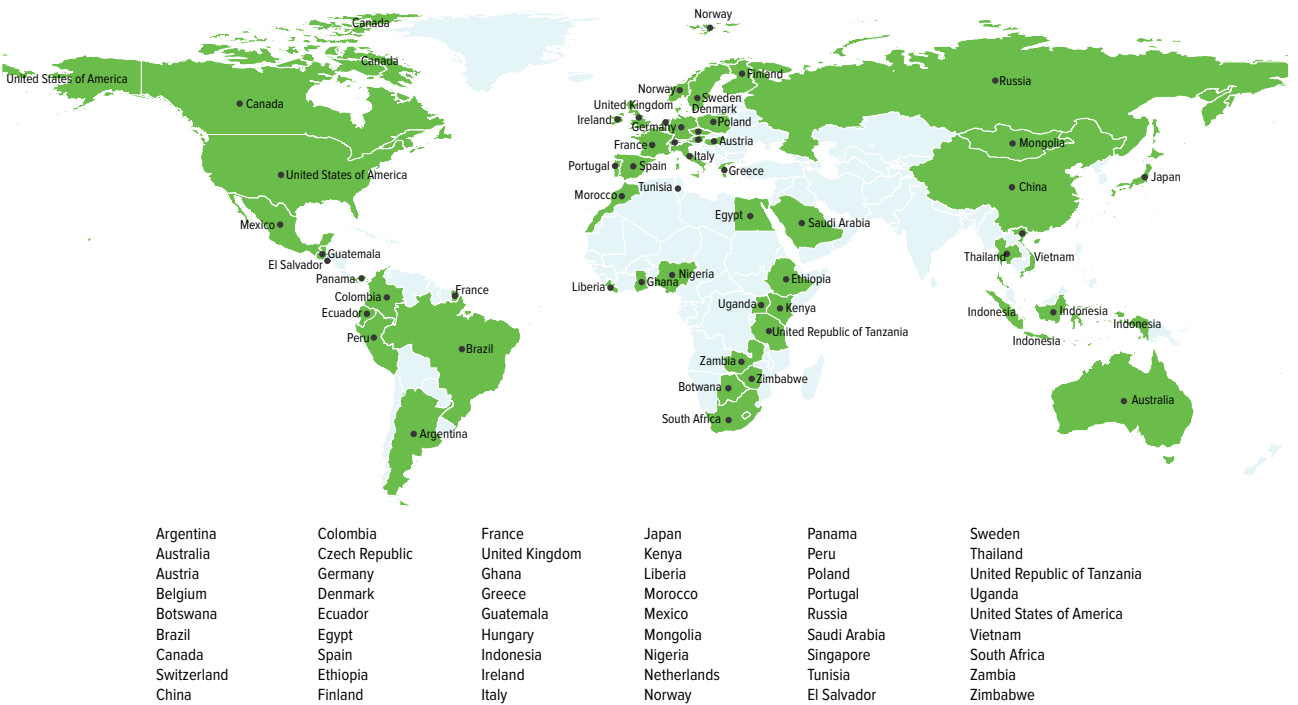 Norway
Canada
Canada
United States of America
Canada
Finland
Russia
Norway
Sweden
United Kingdom
Denmark
Ireland
Poland
Germany
France
Austria
Mongolia
Italy
Portugal
Spain
Greece
United States of America
Japan
Tunisia
China
Morocco
Egypt
Saudi Arabia
Mexico
Guatemala
El Salvador
Thailand
Vietnam
Panama
Nigeria
Ethiopia
Ghana
Liberia
France
Colombia
Uganda
Kenya
Ecuador
Indonesia
Indonesia
Indonesia
United Republic of Tanzania
Peru
Indonesia
Brazil
Zambia
Zimbabwe
Botswana
Australia
South Africa
Argentina
Argentina
Australia
Austria
Belgium
Botswana
Brazil
Canada
Switzerland
China
Colombia
Czech Republic
Germany
Denmark
Ecuador
Egypt
Spain
Ethiopia
Finland
France
United Kingdom
Ghana
Greece
Guatemala
Hungary
Indonesia
Ireland
Italy
Japan
Kenya
Liberia
Morocco
Mexico
Mongolia
Nigeria
Netherlands
Norway
Panama
Peru
Poland
Portugal
Russia
Saudi Arabia
Singapore
Tunisia
El Salvador
Sweden
Thailand
United Republic of Tanzania
Uganda
United States of America
Vietnam
South Africa
Zambia
Zimbabwe